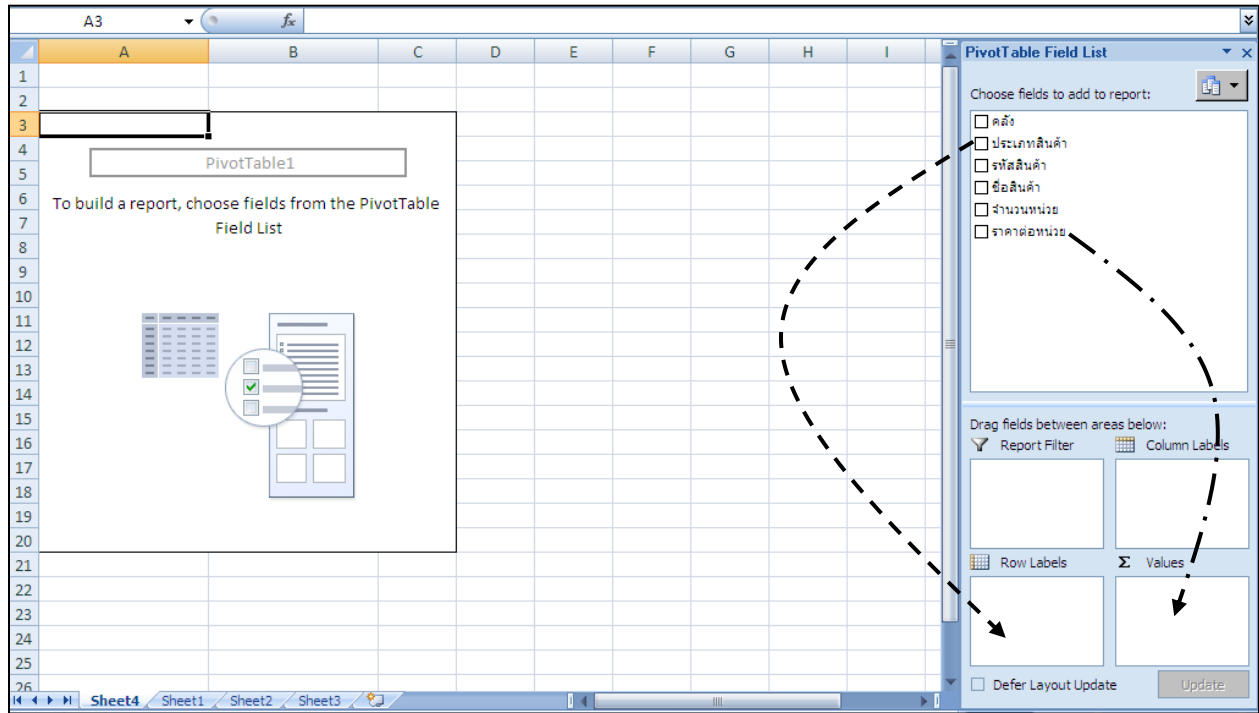 A3
fx
A B C D E F G H I
1
2
3
4
5
6
7
8
9
10
11
12
13
14
15
16
17
18
19
20
21
22
23
24
25
26
PivotTable1
To build a report, choose fields from the PivotTable
Field List
PivotTable Field List
Choose fields to add to report:
คลัง
ประเภทสินค้า
รหัสสินค้า
ชื่อสินค้า
จำนวนหน่วย
ราคาต่อหน่วย
Drag fields between areas below:
Report Filter
Column Labels
Row Labels
Σ Values
Defer Layout Update
Update
Sheet4 Sheet1 Sheet2 Sheet3